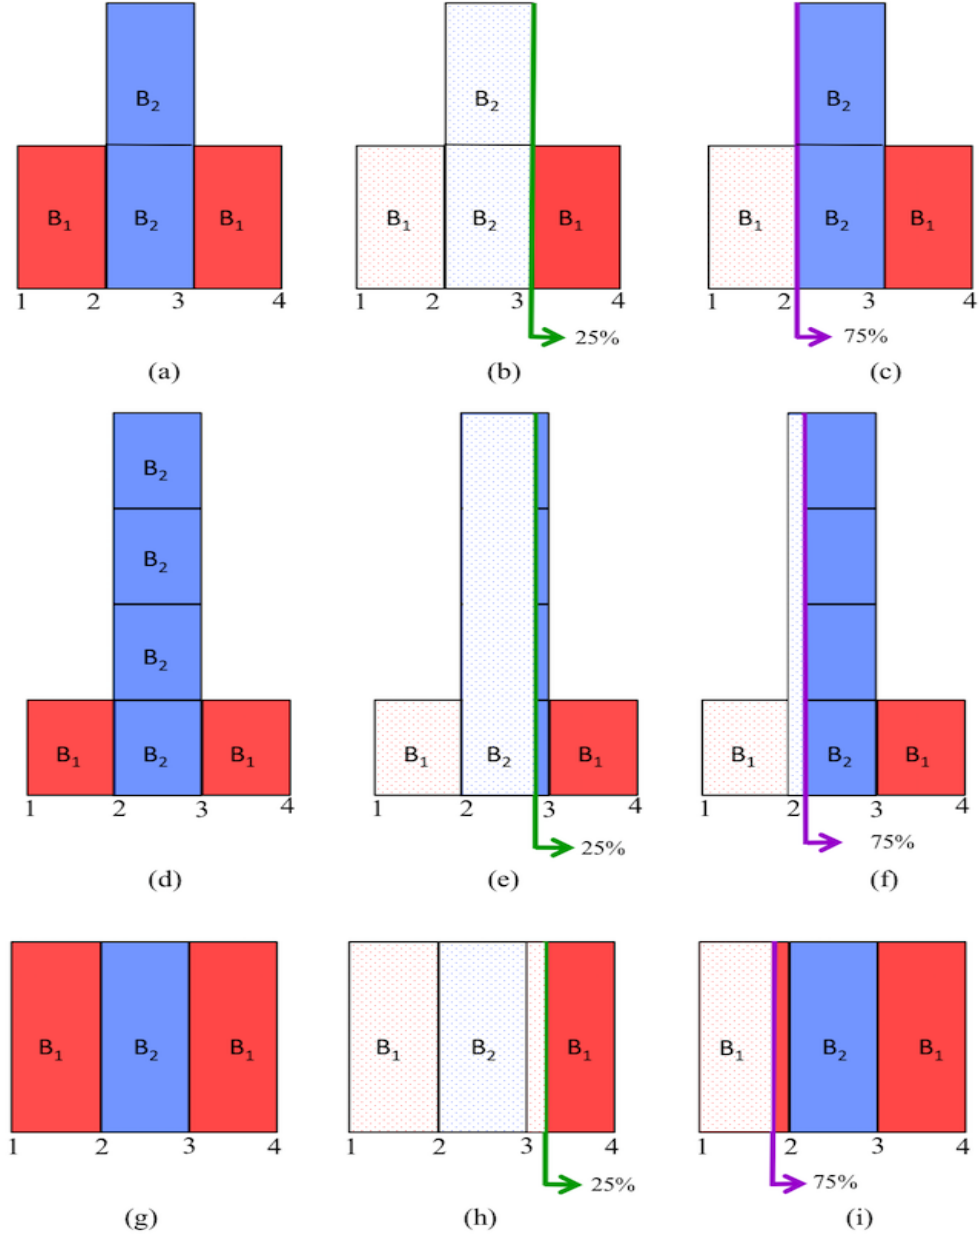 B₂ B₂ B₂
B₁ B₂ B₁ B₁ B₂ B₁ B₁ B₂ B₁
1 2 3 4 1 2 3 4 1 2 3 4
25% 75%
(a) (b) (c)
B₂
B₂
B₂
B₁ B₂ B₁ B₁ B₂ B₁ B₁ B₂ B₁
1 2 3 4 1 2 3 4 1 2 3 4
25% 75%
(d) (e) (f)
B₁ B₂ B₁ B₁ B₂ B₁ B₁ B₂ B₁
1 2 3 4 1 2 3 4 1 2 3 4
25% 75%
(g) (h) (i)